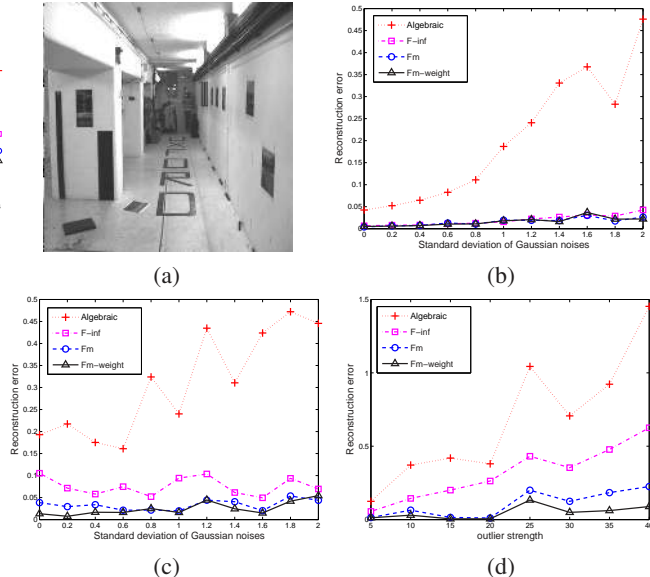 (a)
0.5
0.45
0.4
0.35
0.3
0.25
0.2
0.15
0.1
0.05
0
Reconstruction error
Algebraic
F-inf
Fm
Fm-weight
0 0.2 0.4 0.6 0.8 1 1.2 1.4 1.6 1.8 2
Standard deviation of Gaussian noises
(b)
0.5
0.45
0.4
0.35
0.3
0.25
0.2
0.15
0.1
0.05
0
Reconstruction error
Algebraic
F-inf
Fm
Fm-weight
0 0.2 0.4 0.6 0.8 1 1.2 1.4 1.6 1.8 2
Standard deviation of Gaussian noises
(c)
1.5
1
0.5
0
Reconstruction error
Algebraic
F-inf
Fm
Fm-weight
5 10 15 20 25 30 35 40
outlier strength
(d)